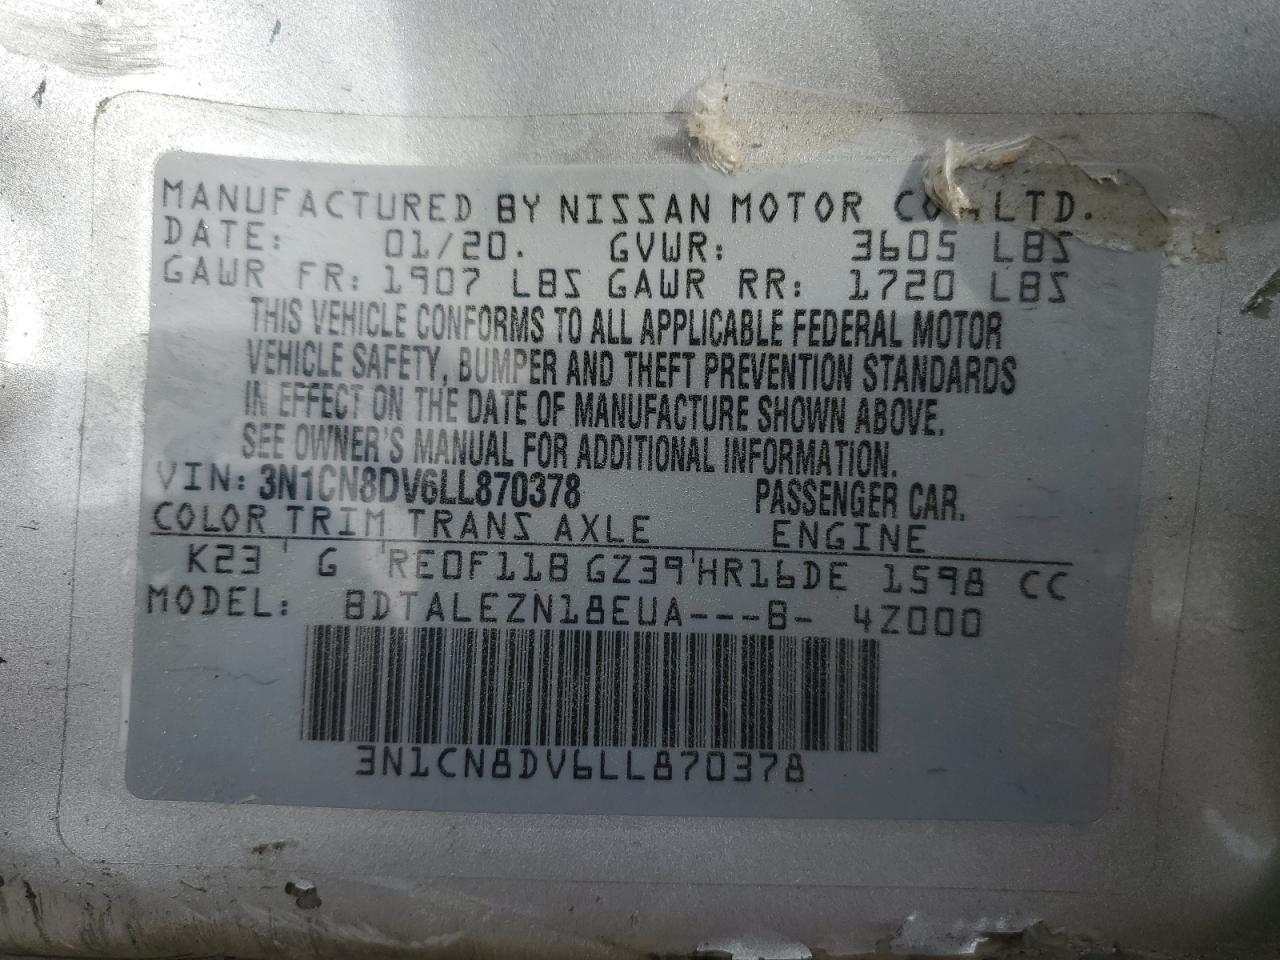 MANUFACTURED BY NISSAN MOTOR CO., LTD.
DATE: 01/20. GVWR: 3605 LBS
GAWR FR: 1907 LBS GAWR RR: 1720 LBS
THIS VEHICLE CONFORMS TO ALL APPLICABLE FEDERAL MOTOR
VEHICLE SAFETY, BUMPER AND THEFT PREVENTION STANDARDS
IN EFFECT ON THE DATE OF MANUFACTURE SHOWN ABOVE.
SEE OWNER'S MANUAL FOR ADDITIONAL INFORMATION.
VIN: 3N1CN8DV6LL870378 PASSENGER CAR.
COLOR TRIM TRANS AXLE ENGINE
K23 ' G ' RE0F11B GZ39 ' HR16DE 1598 CC
MODEL: BDTALEZN18EUA---B- 4Z000
3N1CN8DV6LL870378